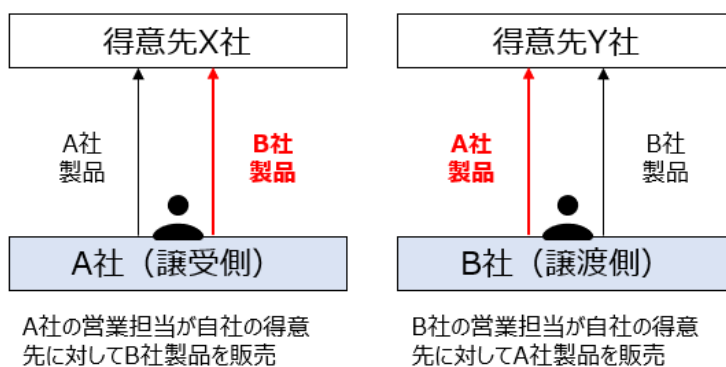 得意先X社
A社
製品
B社
製品
A社（譲受側）
A社の営業担当が自社の得意
先に対してB社製品を販売
得意先Y社
A社
製品
B社
製品
B社（譲渡側）
B社の営業担当が自社の得意
先に対してA社製品を販売